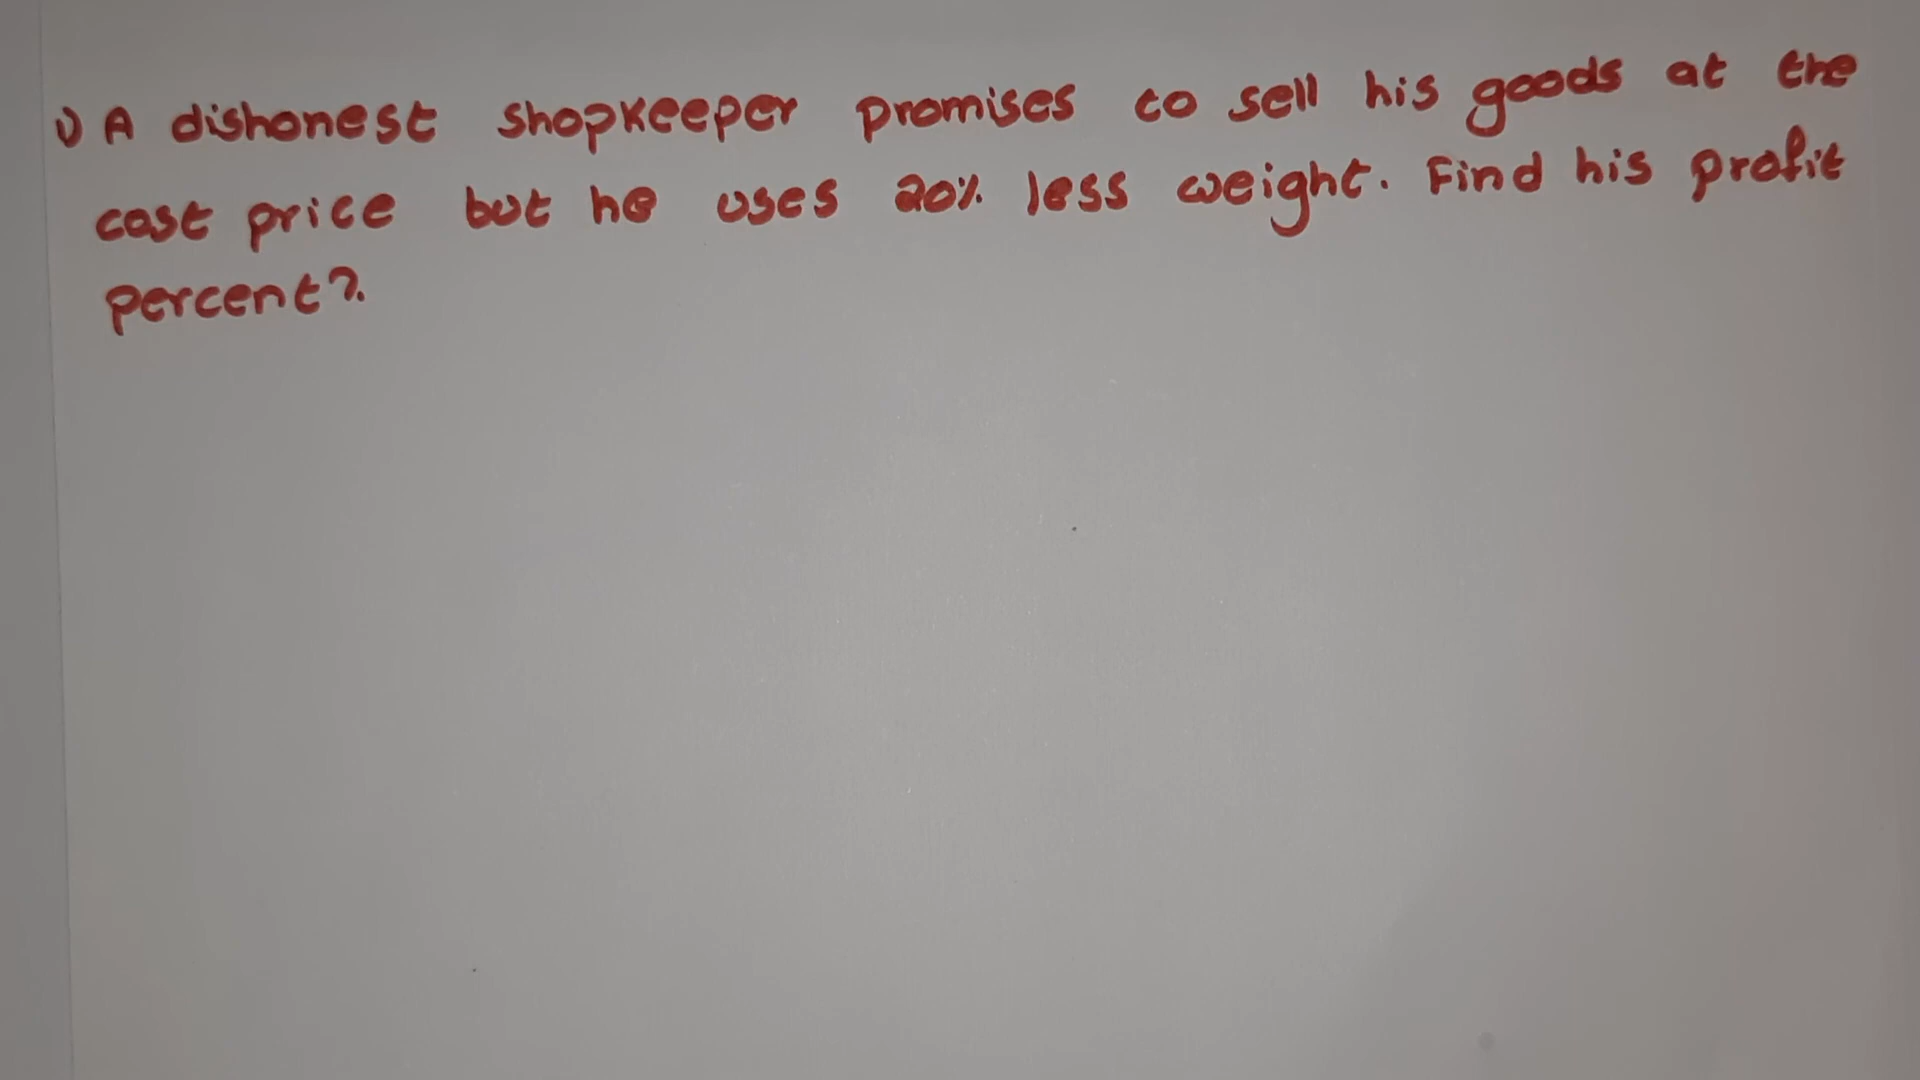 1) A dishonest shopkeeper promises to sell his goods at the
cost price but he uses 20% less weight. Find his profit
percent?.